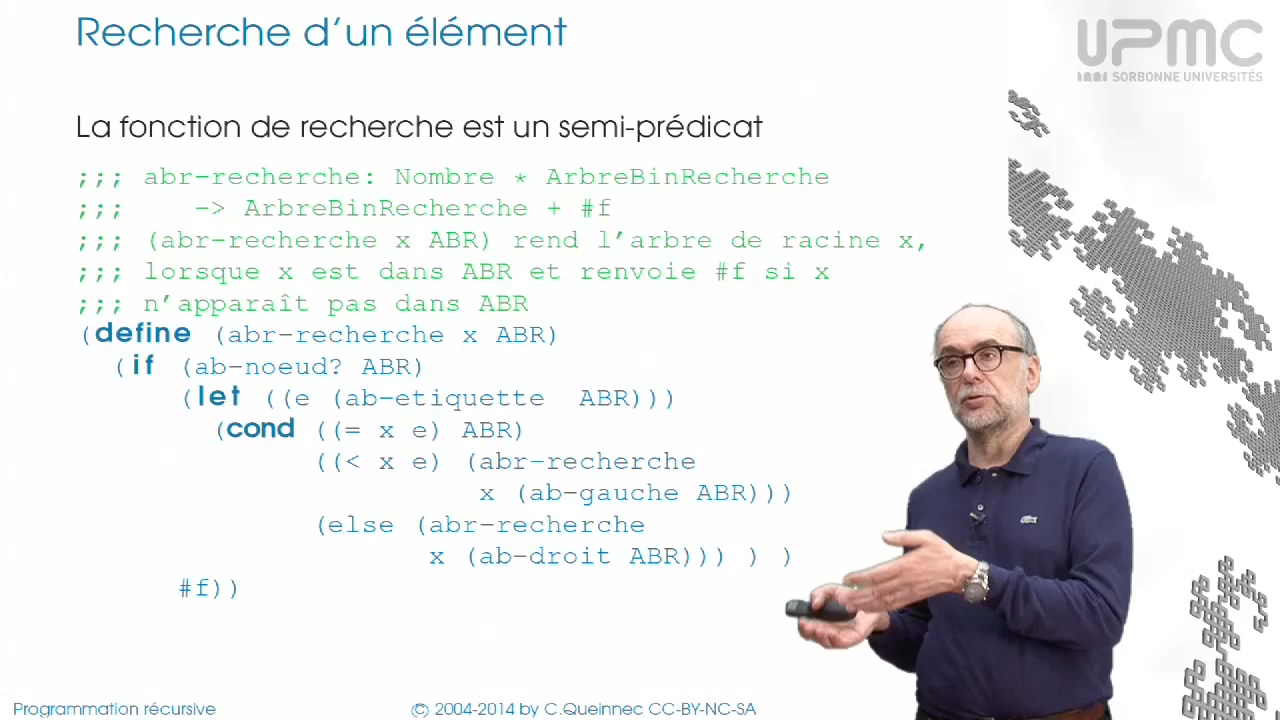 Recherche d'un élément
UPMC
SORBONNE UNIVERSITÉS
La fonction de recherche est un semi-prédicat
;;; abr-recherche: Nombre * ArbreBinRecherche
;;;    -> ArbreBinRecherche + #f
;;; (abr-recherche x ABR) rend l'arbre de racine x,
;;; lorsque x est dans ABR et renvoie #f si x
;;; n'apparaît pas dans ABR
(define (abr-recherche x ABR)
  (if (ab-noeud? ABR)
      (let ((e (ab-etiquette  ABR)))
        (cond ((= x e) ABR)
              ((< x e) (abr-recherche
                        x (ab-gauche ABR)))
              (else (abr-recherche
                     x (ab-droit ABR))) ) )
      #f))
Programmation récursive
© 2004-2014 by C.Queinnec CC-BY-NC-SA